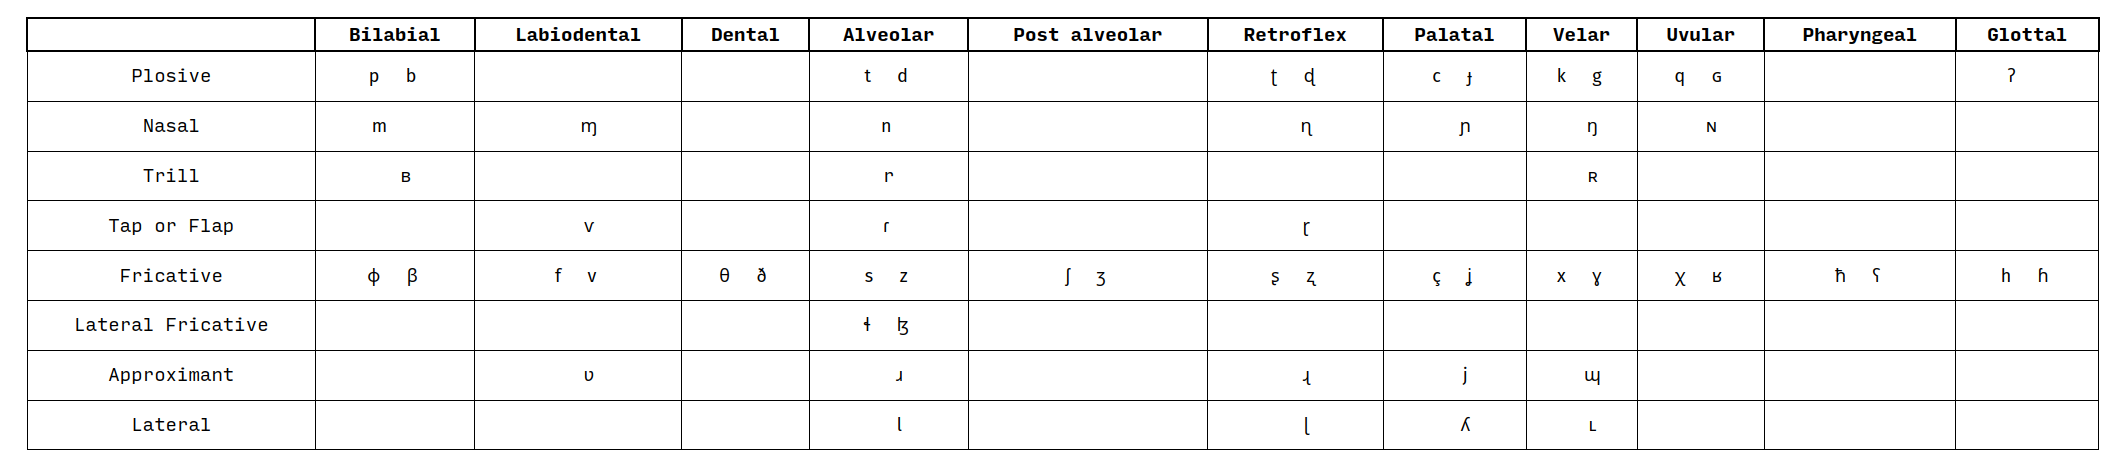 Bilabial Labiodental Dental Alveolar Post alveolar Retroflex Palatal Velar Uvular Pharyngeal Glottal
Plosive p b t d ʈ ɖ c ɟ k g q ɢ ʔ
Nasal m ɱ n ɳ ɲ ŋ ɴ
Trill ʙ r ʀ
Tap or Flap ⱱ ɾ ɽ
Fricative ɸ β f v θ ð s z ʃ ʒ ʂ ʐ ç ʝ x ɣ χ ʁ ħ ʕ h ɦ
Lateral Fricative ɬ ɮ
Approximant ʋ ɹ ɻ j ɰ
Lateral l ɭ ʎ ʟ